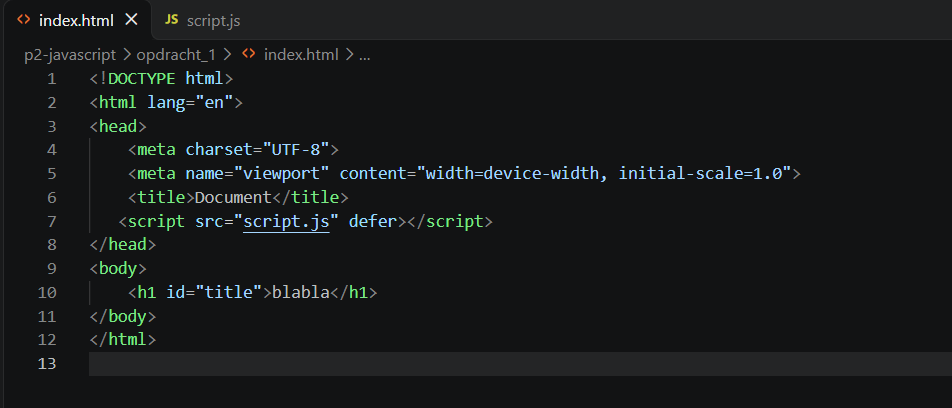 index.html
JS script.js
p2-javascript > opdracht_1 > index.html > ...
1 <!DOCTYPE html>
2 <html lang="en">
3 <head>
4     <meta charset="UTF-8">
5     <meta name="viewport" content="width=device-width, initial-scale=1.0">
6     <title>Document</title>
7    <script src="script.js" defer></script>
8 </head>
9 <body>
10     <h1 id="title">blabla</h1>
11 </body>
12 </html>
13